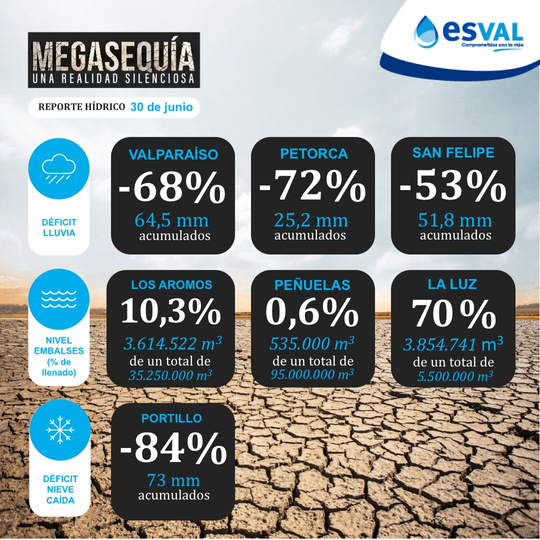 esVAL
Comprometidos con la vida
MEGASEQUÍA
UNA REALIDAD SILENCIOSA
REPORTE HÍDRICO 30 de junio
DÉFICIT
LLUVIA
VALPARAÍSO
-68%
64,5 mm
acumulados
PETORCA
-72%
25,2 mm
acumulados
SAN FELIPE
-53%
51,8 mm
acumulados
NIVEL
EMBALSES
(% de
llenado)
LOS AROMOS
10,3%
3.614.522 m³
de un total de
35.250.000 m³
PEÑUELAS
0,6%
535.000 m³
de un total de
95.000.000 m³
LA LUZ
70 %
3.854.741 m³
de un total de
5.500.000 m³
DÉFICIT
NIEVE
CAÍDA
PORTILLO
-84%
73 mm
acumulados